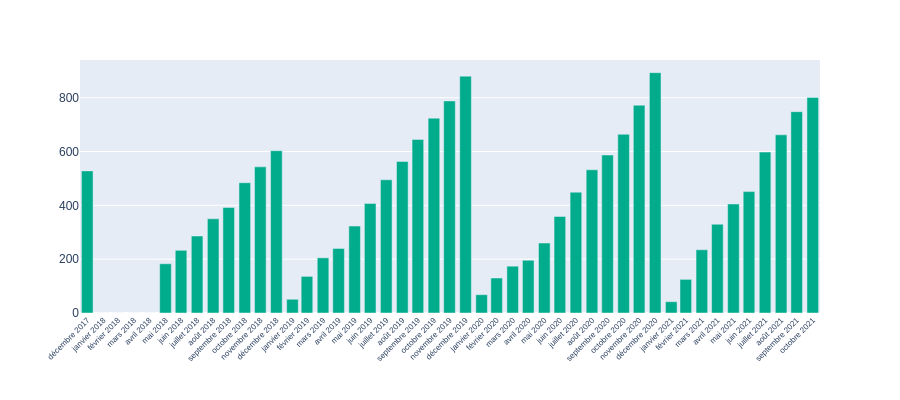 800
600
400
200
0
décembre 2017
janvier 2018
février 2018
mars 2018
avril 2018
mai 2018
juin 2018
juillet 2018
août 2018
septembre 2018
octobre 2018
novembre 2018
décembre 2018
janvier 2019
février 2019
mars 2019
avril 2019
mai 2019
juin 2019
juillet 2019
août 2019
septembre 2019
octobre 2019
novembre 2019
décembre 2019
janvier 2020
février 2020
mars 2020
avril 2020
mai 2020
juin 2020
juillet 2020
août 2020
septembre 2020
octobre 2020
novembre 2020
décembre 2020
janvier 2021
février 2021
mars 2021
avril 2021
mai 2021
juin 2021
juillet 2021
août 2021
septembre 2021
octobre 2021